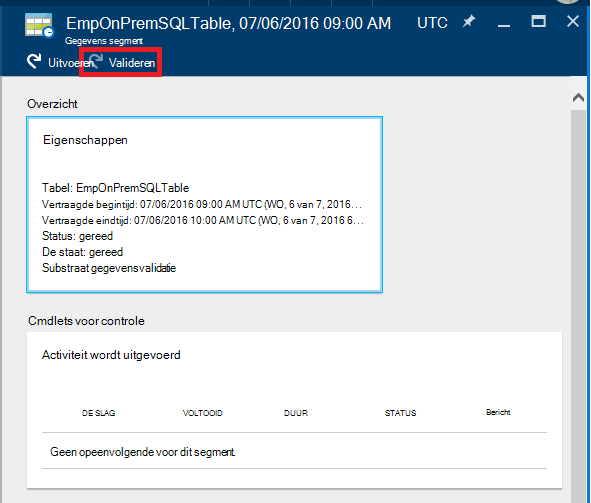 EmpOnPremSQLTable, 07/06/2016 09:00 AM UTC
Gegevens segment
Uitvoeren Valideren
Overzicht
Eigenschappen
Tabel: EmpOnPremSQLTable
Vertraagde begintijd: 07/06/2016 09:00 AM UTC (WO, 6 van 7, 2016...
Vertraagde eindtijd: 07/06/2016 10:00 AM UTC (WO, 6 van 7, 2016 6...
Status: gereed
De staat: gereed
Substraat gegevensvalidatie
Cmdlets voor controle
Activiteit wordt uitgevoerd
DE SLAG VOLTOOID DUUR STATUS Bericht
Geen opeenvolgende voor dit segment.